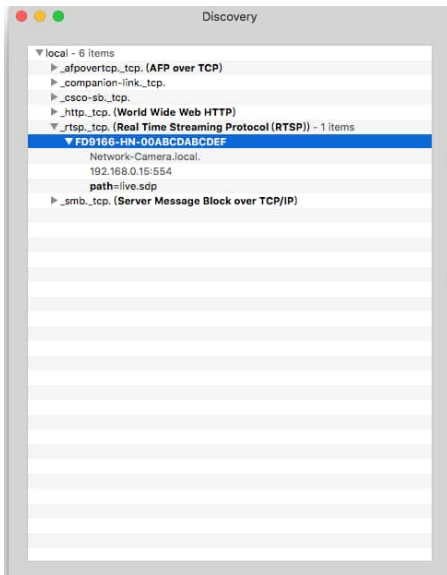 Discovery
local - 6 items
_afpovertcp._tcp. (AFP over TCP)
_companion-link._tcp.
_csco-sb._tcp.
_http._tcp. (World Wide Web HTTP)
_rtsp._tcp. (Real Time Streaming Protocol (RTSP)) - 1 items
FD9166-HN-00ABCDABCDEF
Network-Camera.local.
192.168.0.15:554
path=live.sdp
_smb._tcp. (Server Message Block over TCP/IP)